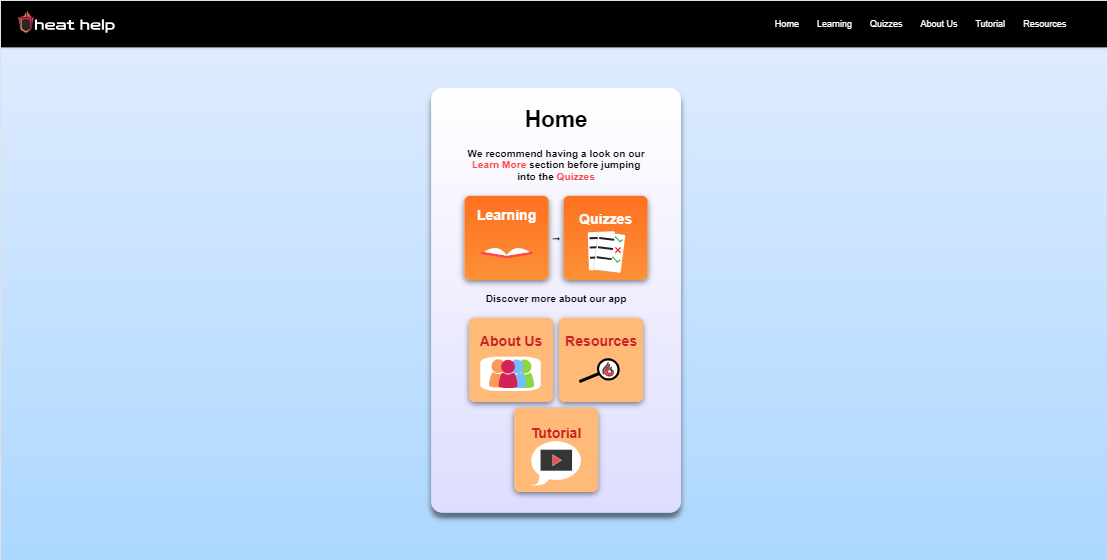 heat help
Home Learning Quizzes About Us Tutorial Resources
Home
We recommend having a look on our
Learn More section before jumping
into the Quizzes
Learning → Quizzes
Discover more about our app
About Us Resources
Tutorial